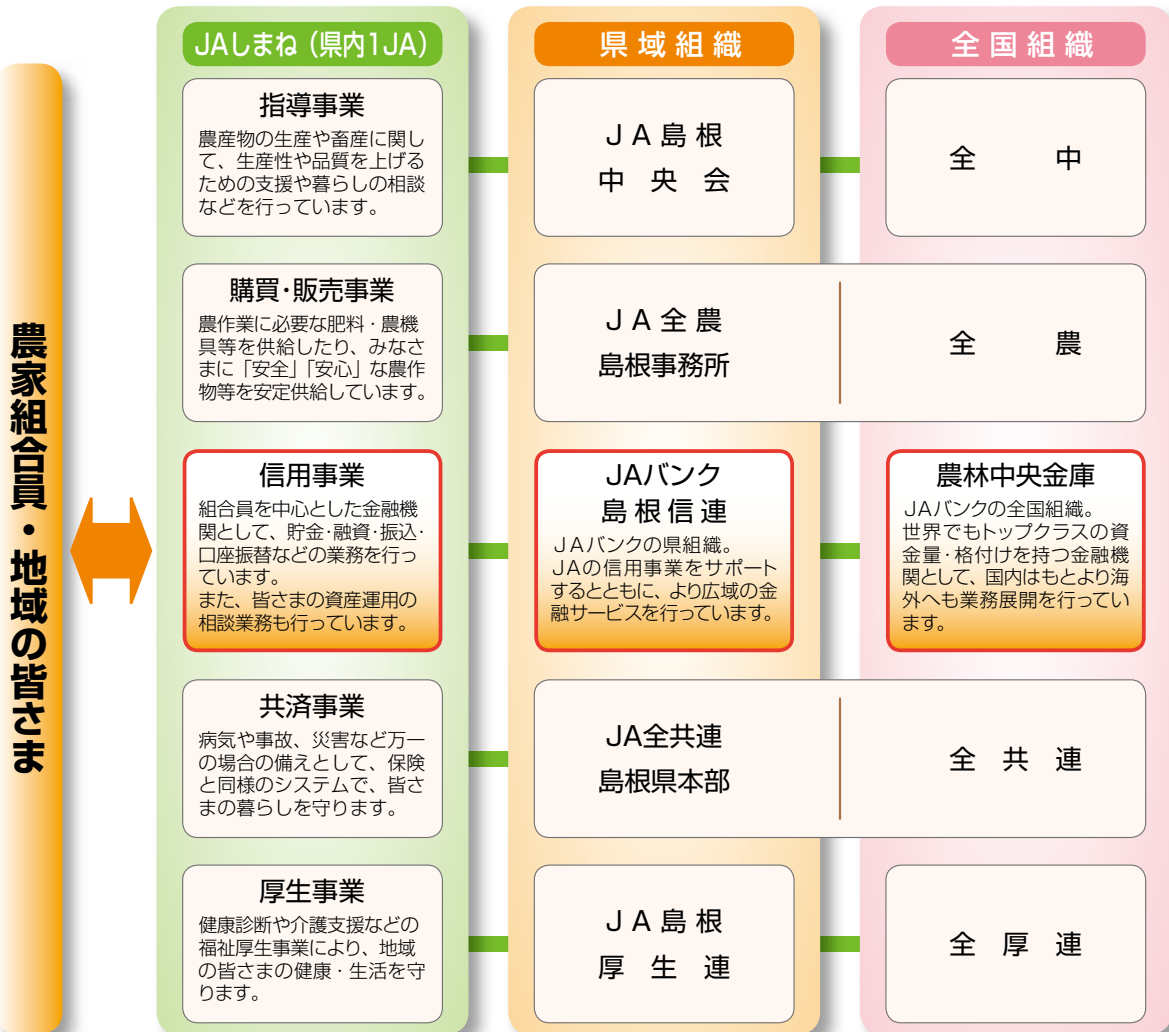 農家組合員・地域の皆さま
JAしまね（県内1JA）
県域組織
全国組織
指導事業
農産物の生産や畜産に関し
て、生産性や品質を上げる
ための支援や暮らしの相談
などを行っています。
JA島根
中央会
全中
購買・販売事業
農作業に必要な肥料・農機
具等を供給したり、みなさ
まに「安全」「安心」な農作
物等を安定供給しています。
JA全農
島根事務所
全農
信用事業
組合員を中心とした金融機
関として、貯金・融資・振込・
口座振替などの業務を行っ
ています。
また、皆さまの資産運用の
相談業務も行っています。
JAバンク
島根信連
JAバンクの県組織。
JAの信用事業をサポート
するとともに、より広域の金
融サービスを行っています。
農林中央金庫
JAバンクの全国組織。
世界でもトップクラスの資
金量・格付けを持つ金融機
関として、国内はもとより海
外へも業務展開を行ってい
ます。
共済事業
病気や事故、災害など万一
の場合の備えとして、保険
と同様のシステムで、皆さ
まの暮らしを守ります。
JA全共連
島根県本部
全共連
厚生事業
健康診断や介護支援などの
福祉厚生事業により、地域
の皆さまの健康・生活を守
ります。
JA島根
厚生連
全厚連